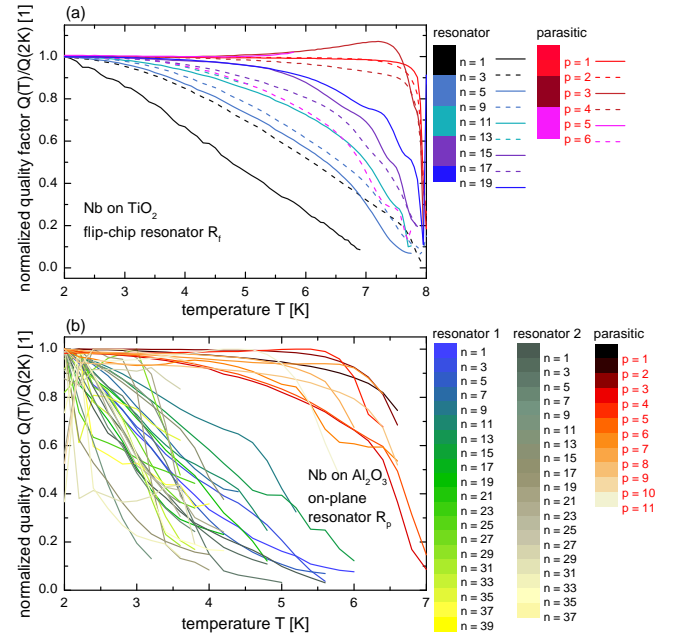 (a)
normalized quality factor Q(T)/Q(2K) [1]
1.0
0.8
0.6
0.4
0.2
0.0
Nb on TiO2
flip-chip resonator Rf
2 3 4 5 6 7 8
temperature T [K]
resonator
n = 1
n = 3
n = 5
n = 9
n = 11
n = 13
n = 15
n = 17
n = 19
parasitic
p = 1
p = 2
p = 3
p = 4
p = 5
p = 6
(b)
normalized quality factor Q(T)/Q(2K) [1]
1.0
0.8
0.6
0.4
0.2
0.0
Nb on Al2O3
on-plane
resonator Rp
2 3 4 5 6 7
temperature T [K]
resonator 1
n = 1
n = 3
n = 5
n = 7
n = 9
n = 11
n = 13
n = 15
n = 17
n = 19
n = 21
n = 23
n = 25
n = 27
n = 29
n = 31
n = 33
n = 35
n = 37
n = 39
resonator 2
n = 1
n = 3
n = 5
n = 7
n = 9
n = 11
n = 13
n = 15
n = 17
n = 19
n = 20
n = 23
n = 25
n = 27
n = 29
n = 31
n = 33
n = 35
n = 37
parasitic
p = 1
p = 2
p = 3
p = 4
p = 5
p = 6
p = 7
p = 8
p = 9
p = 10
p = 11